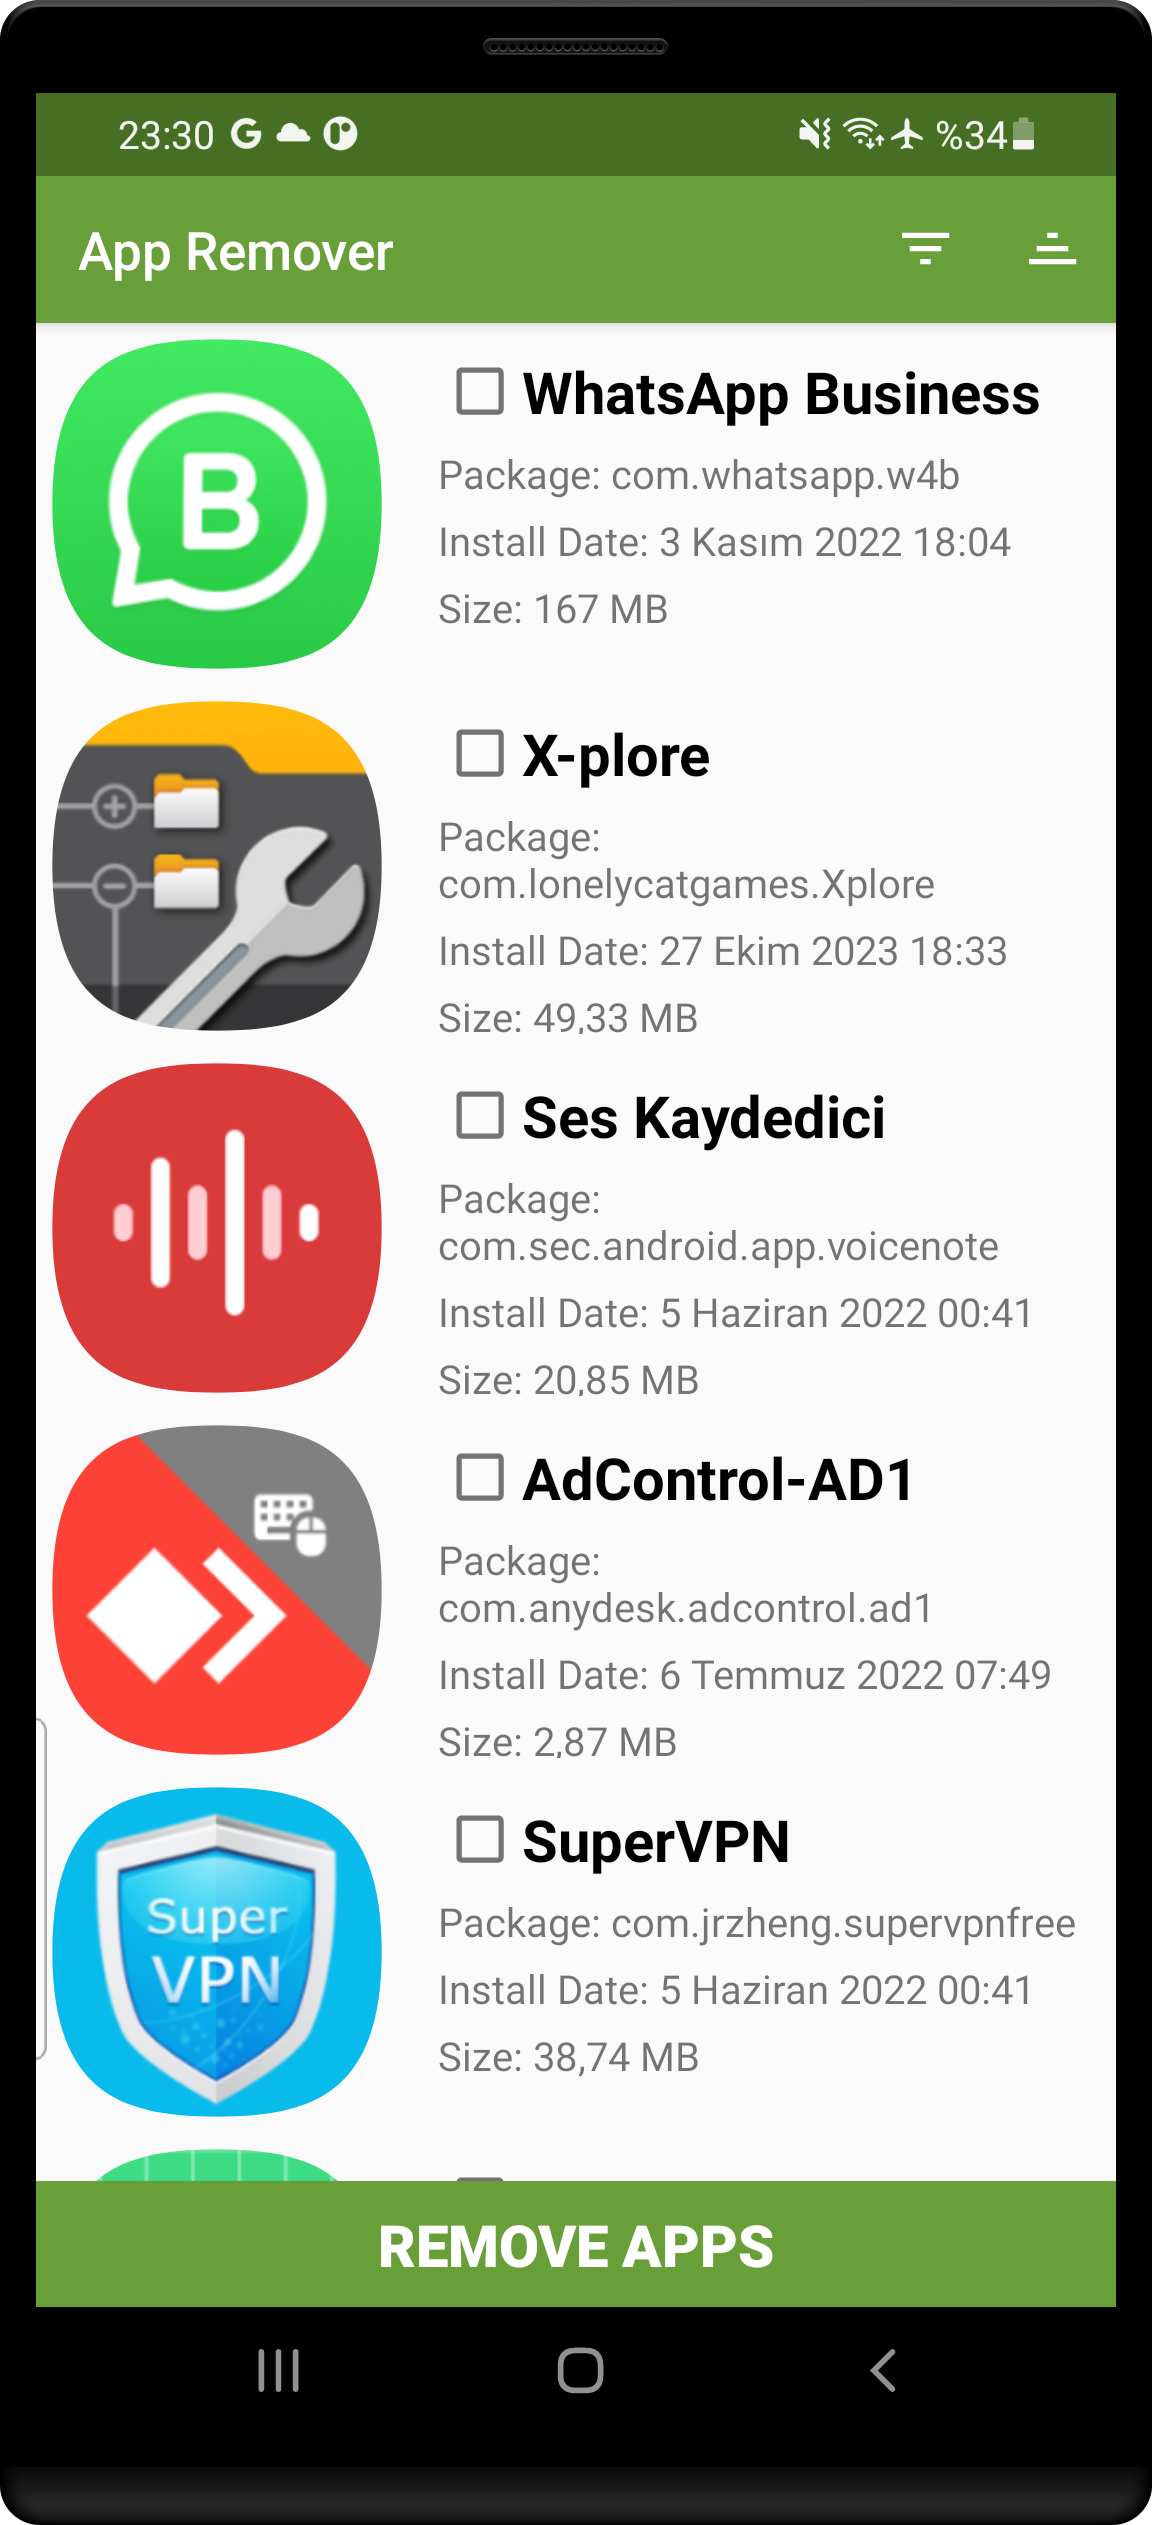 23:30
%34
App Remover
B
WhatsApp Business
Package: com.whatsapp.w4b
Install Date: 3 Kasım 2022 18:04
Size: 167 MB
X-plore
Package:
com.lonelycatgames.Xplore
Install Date: 27 Ekim 2023 18:33
Size: 49,33 MB
Ses Kaydedici
Package:
com.sec.android.app.voicenote
Install Date: 5 Haziran 2022 00:41
Size: 20,85 MB
AdControl-AD1
Package:
com.anydesk.adcontrol.ad1
Install Date: 6 Temmuz 2022 07:49
Size: 2,87 MB
Super
VPN
SuperVPN
Package: com.jrzheng.supervpnfree
Install Date: 5 Haziran 2022 00:41
Size: 38,74 MB
REMOVE APPS